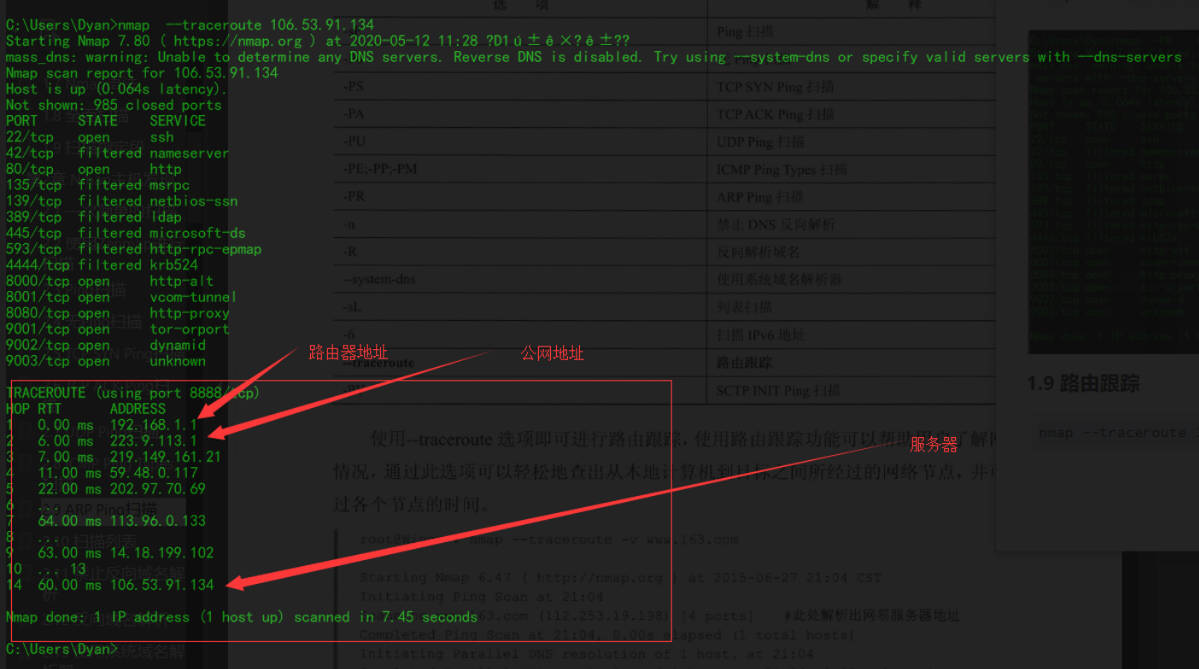 C:\Users\Dyan>nmap  --traceroute 106.53.91.134
Starting Nmap 7.80 ( https://nmap.org ) at 2020-05-12 11:28 ?D1ú±ê×?ê±??
mass_dns: warning: Unable to determine any DNS servers. Reverse DNS is disabled. Try using --system-dns or specify valid servers with --dns-servers
Nmap scan report for 106.53.91.134
Host is up (0.064s latency).
Not shown: 985 closed ports
PORT     STATE    SERVICE
22/tcp   open     ssh
42/tcp   filtered nameserver
80/tcp   open     http
135/tcp  filtered msrpc
139/tcp  filtered netbios-ssn
389/tcp  filtered ldap
445/tcp  filtered microsoft-ds
593/tcp  filtered http-rpc-epmap
4444/tcp filtered krb524
8000/tcp open     http-alt
8001/tcp open     vcom-tunnel
8080/tcp open     http-proxy
9001/tcp open     tor-orport
9002/tcp open     dynamid
9003/tcp open     unknown
路由器地址
公网地址
服务器
TRACEROUTE (using port 8888/tcp)
HOP RTT      ADDRESS
1   0.00 ms  192.168.1.1
2   6.00 ms  223.9.113.1
3   7.00 ms  219.149.161.21
4   11.00 ms 59.48.0.117
5   22.00 ms 202.97.70.69
6   ...
7   64.00 ms 113.96.0.133
8   ...
9   63.00 ms 14.18.199.102
10  ... 13
14  60.00 ms 106.53.91.134
Nmap done: 1 IP address (1 host up) scanned in 7.45 seconds
C:\Users\Dyan>
选 项 解 释
Ping 扫描
-PS TCP SYN Ping 扫描
-PA TCP ACK Ping 扫描
-PU UDP Ping 扫描
-PE;-PP;-PM ICMP Ping Types 扫描
-PR ARP Ping 扫描
-n 禁止 DNS 反向解析
-R 反向解析域名
--system-dns 使用系统域名解析器
-sL 列表扫描
-6 扫描 IPv6 地址
--traceroute 路由跟踪
SCTP INIT Ping 扫描
使用--traceroute 选项即可进行路由跟踪,使用路由跟踪功能可以帮助用户了解网
情况,通过此选项可以轻松地查出从本地计算机到目标之间所经过的网络节点,并可
过各个节点的时间。
nmap --traceroute -v www.163.com
Starting Nmap 6.47 ( http://nmap.org ) at 2015-06-27 21:04 CST
Initiating Ping Scan at 21:04
163.com (112.253.19.198) [4 ports] #此处解析出网易服务器地址
Completed Ping Scan at 21:04, 0.00s elapsed (1 total hosts)
Initiating Parallel DNS resolution of 1 host. at 21:04
1.9 路由跟踪
nmap --traceroute